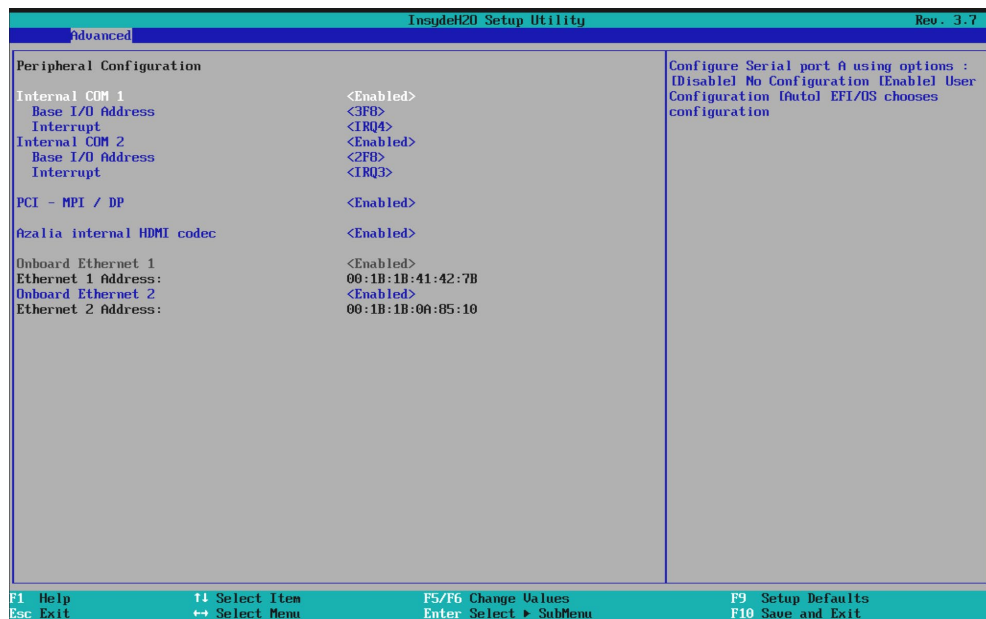 InsydeH2O Setup Utility Rev. 3.7
Advanced
Peripheral Configuration
Internal COM 1 <Enabled>
Base I/O Address <3F8>
Interrupt <IRQ4>
Internal COM 2 <Enabled>
Base I/O Address <2F8>
Interrupt <IRQ3>
PCI - MPI / DP <Enabled>
Azalia internal HDMI codec <Enabled>
Onboard Ethernet 1 <Enabled>
Ethernet 1 Address: 00:1B:1B:41:42:7B
Onboard Ethernet 2 <Enabled>
Ethernet 2 Address: 00:1B:1B:0A:85:10
Configure Serial port A using options :
[Disable] No Configuration [Enable] User
Configuration [Auto] EFI/OS chooses
configuration
F1 Help ↑↓ Select Item F5/F6 Change Values F9 Setup Defaults
Esc Exit ↔ Select Menu Enter Select ▶ SubMenu F10 Save and Exit